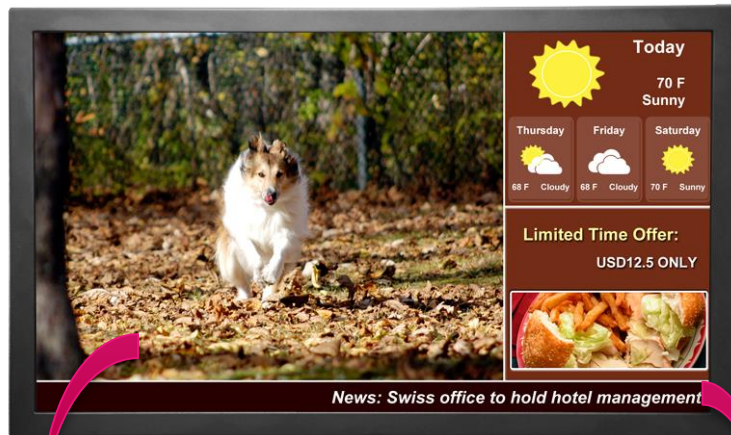 Today
70 F
Sunny
Thursday
68 F Cloudy
Friday
68 F Cloudy
Saturday
70 F Sunny
Limited Time Offer:
USD12.5 ONLY
News: Swiss office to hold hotel management